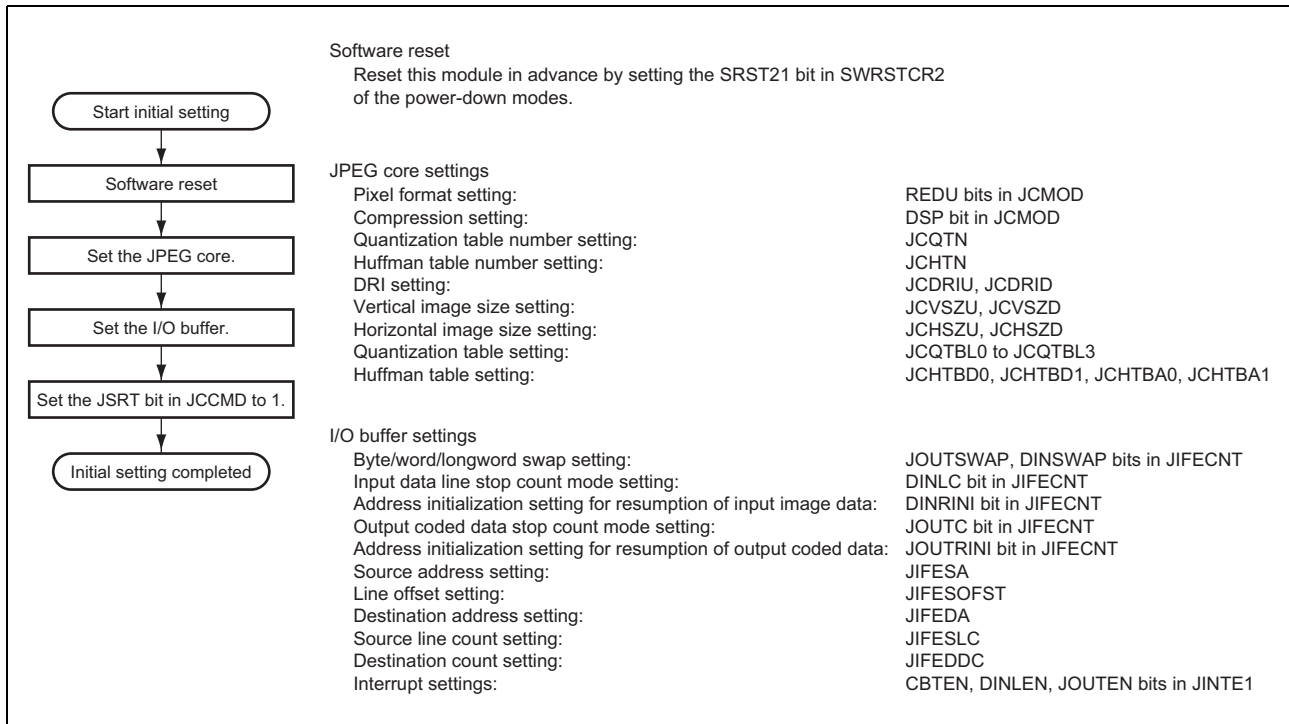 Start initial setting
Software reset
Set the JPEG core.
Set the I/O buffer.
Set the JSRT bit in JCCMD to 1.
Initial setting completed
Software reset
Reset this module in advance by setting the SRST21 bit in SWRSTCR2
of the power-down modes.
JPEG core settings
Pixel format setting: REDU bits in JCMOD
Compression setting: DSP bit in JCMOD
Quantization table number setting: JCQTN
Huffman table number setting: JCHTN
DRI setting: JCDRIU, JCDRID
Vertical image size setting: JCVSZU, JCVSZD
Horizontal image size setting: JCHSZU, JCHSZD
Quantization table setting: JCQTBL0 to JCQTBL3
Huffman table setting: JCHTBD0, JCHTBD1, JCHTBA0, JCHTBA1
I/O buffer settings
Byte/word/longword swap setting: JOUTSWAP, DINSWAP bits in JIFECNT
Input data line stop count mode setting: DINLC bit in JIFECNT
Address initialization setting for resumption of input image data: DINRINI bit in JIFECNT
Output coded data stop count mode setting: JOUTC bit in JIFECNT
Address initialization setting for resumption of output coded data: JOUTRINI bit in JIFECNT
Source address setting: JIFESA
Line offset setting: JIFESOFST
Destination address setting: JIFEDA
Source line count setting: JIFESLC
Destination count setting: JIFEDDC
Interrupt settings: CBTEN, DINLEN, JOUTEN bits in JINTE1